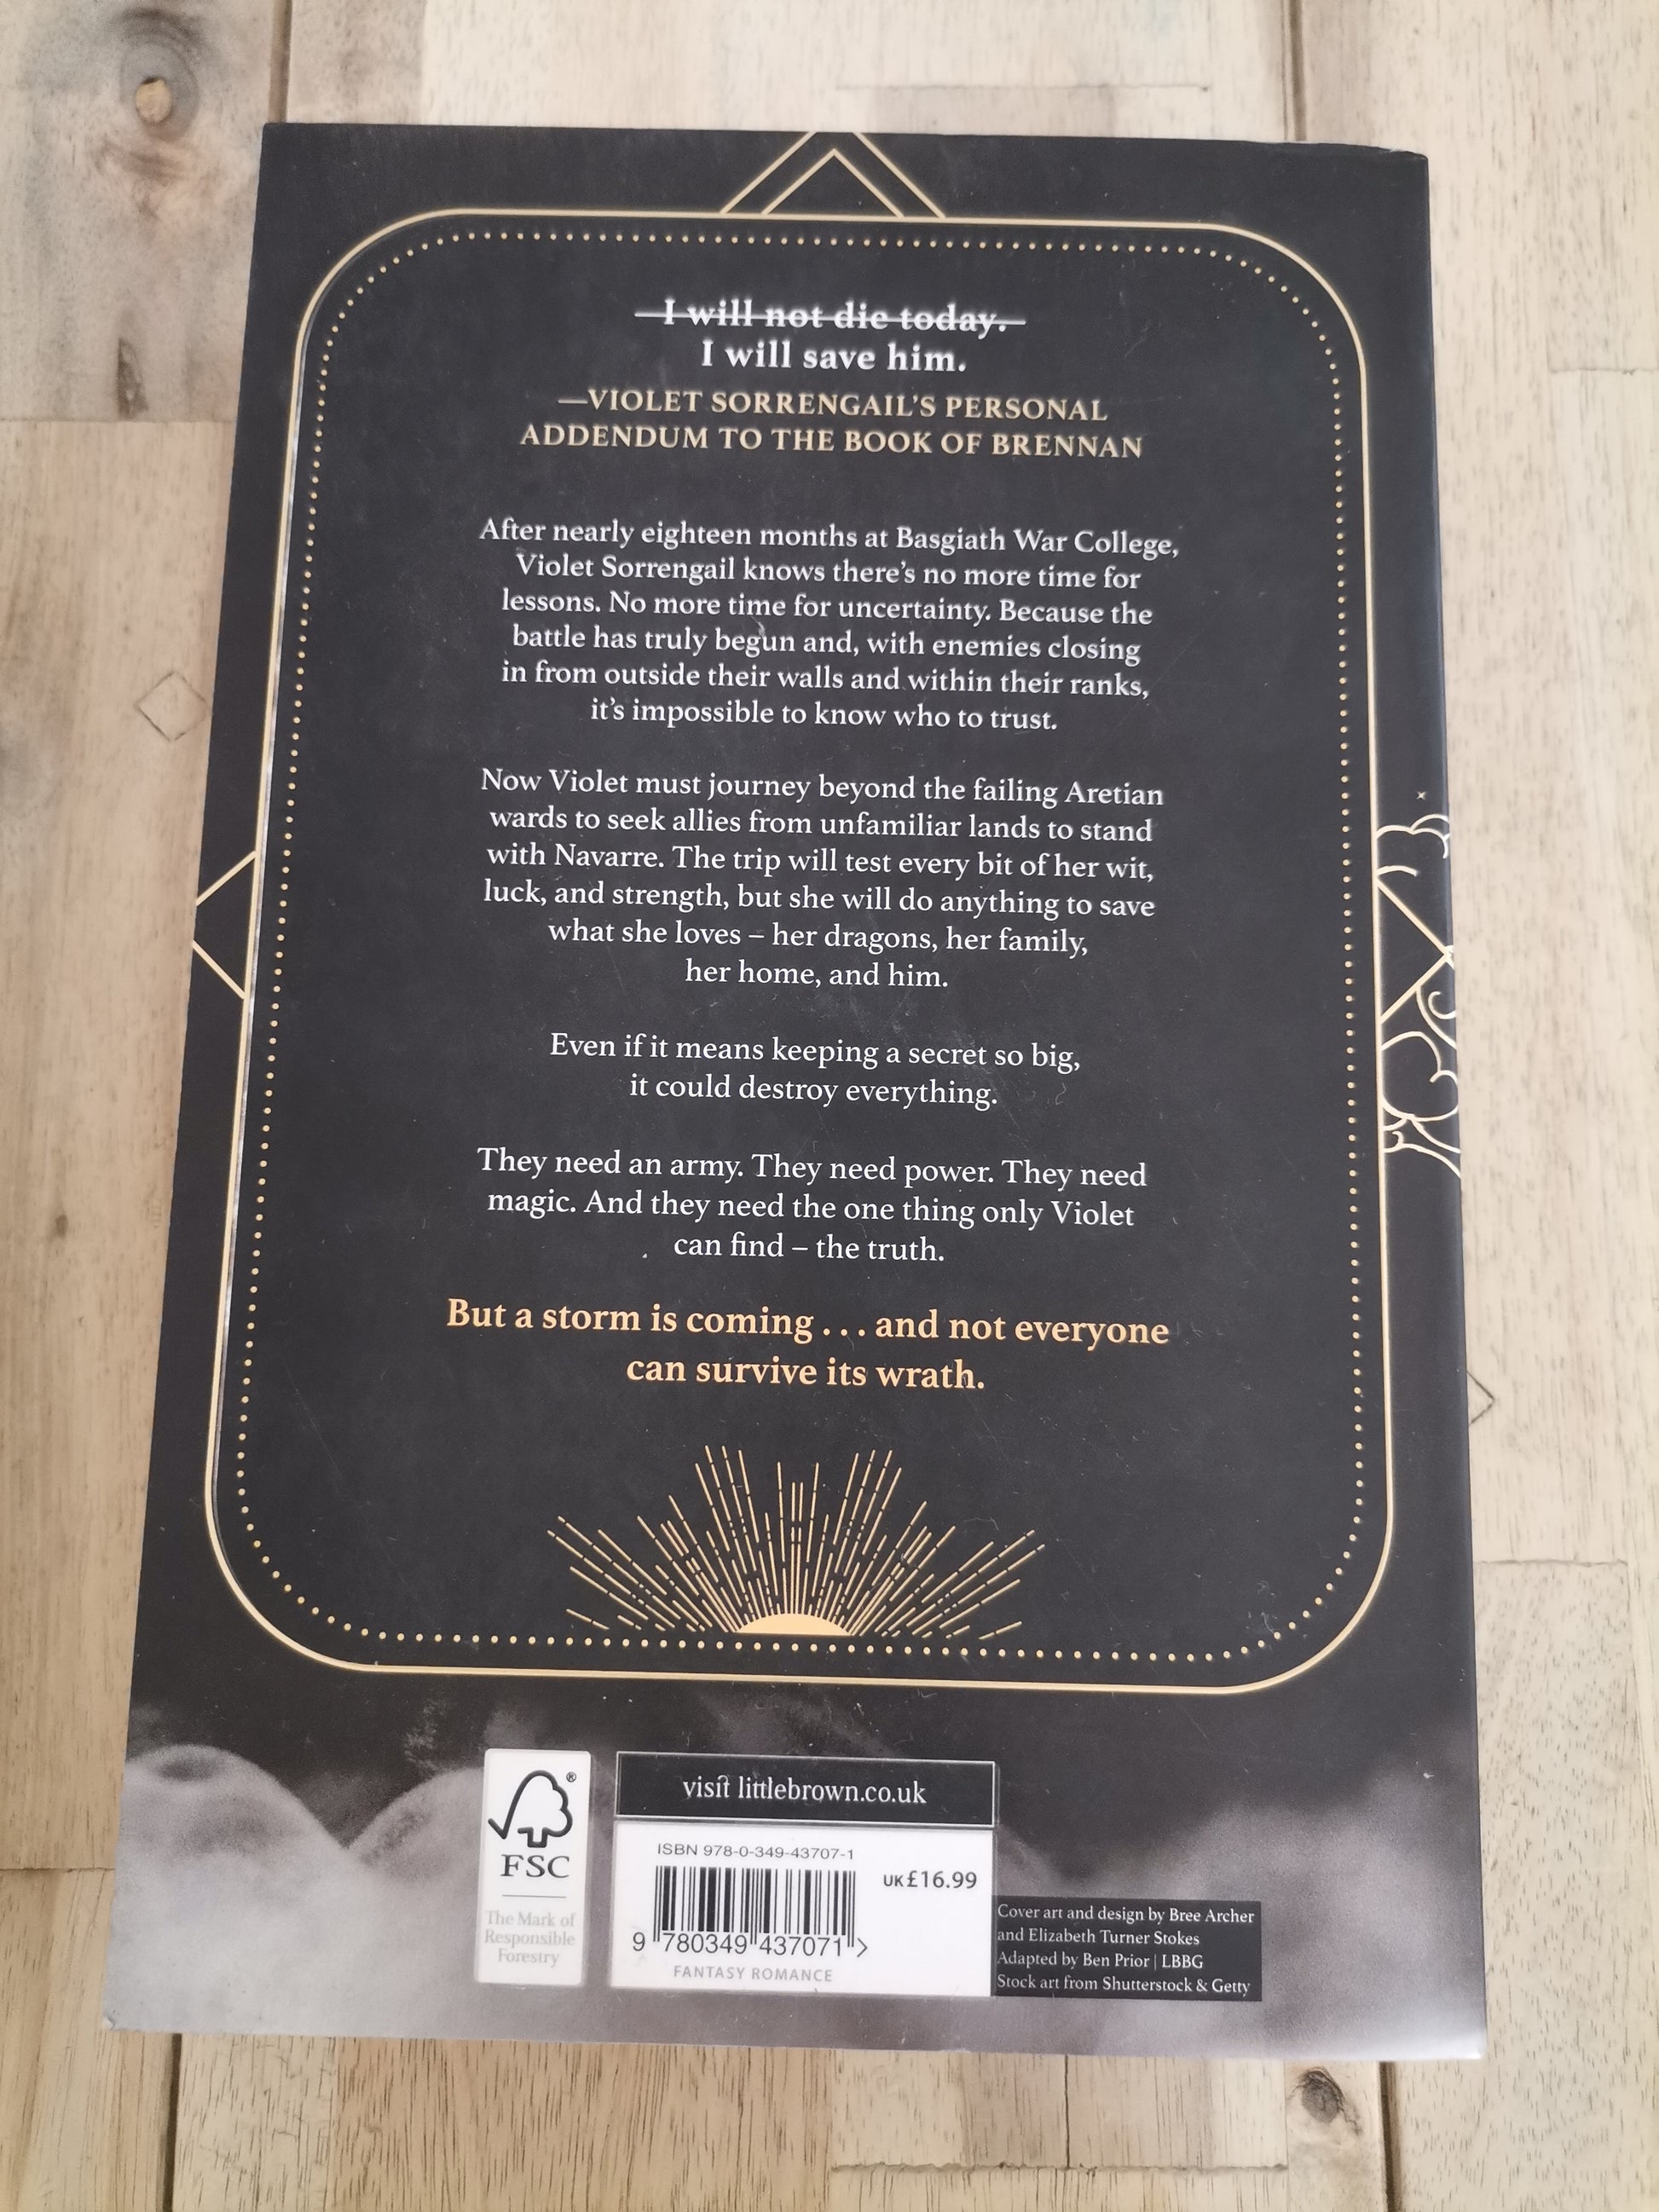 I will not die today.
I will save him.
—VIOLET SORRENGAIL'S PERSONAL
ADDENDUM TO THE BOOK OF BRENNAN
After nearly eighteen months at Basgiath War College,
Violet Sorrengail knows there's no more time for
lessons. No more time for uncertainty. Because the
battle has truly begun and, with enemies closing
in from outside their walls and within their ranks,
it's impossible to know who to trust.
Now Violet must journey beyond the failing Aretian
wards to seek allies from unfamiliar lands to stand
with Navarre. The trip will test every bit of her wit,
luck, and strength, but she will do anything to save
what she loves – her dragons, her family,
her home, and him.
Even if it means keeping a secret so big,
it could destroy everything.
They need an army. They need power. They need
magic. And they need the one thing only Violet
can find – the truth.
But a storm is coming . . . and not everyone
can survive its wrath.
®
FSC
The Mark of
Responsible
Forestry
visit littlebrown.co.uk
ISBN 978-0-349-43707-1
UK £16.99
9 780349 437071 >
FANTASY ROMANCE
Cover art and design by Bree Archer
and Elizabeth Turner Stokes
Adapted by Ben Prior | LBBG
Stock art from Shutterstock & Getty